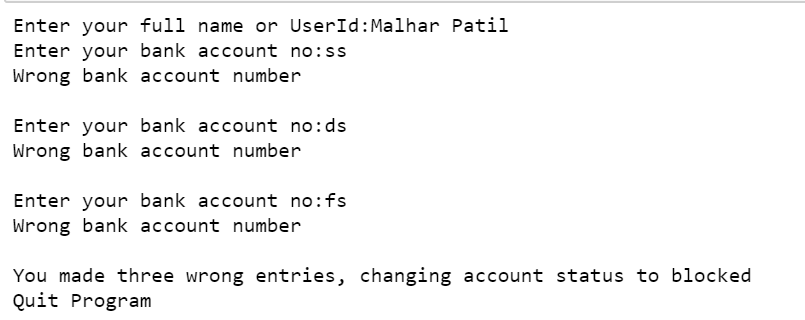 Enter your full name or UserId:Malhar Patil
Enter your bank account no:ss
Wrong bank account number
Enter your bank account no:ds
Wrong bank account number
Enter your bank account no:fs
Wrong bank account number
You made three wrong entries, changing account status to blocked
Quit Program